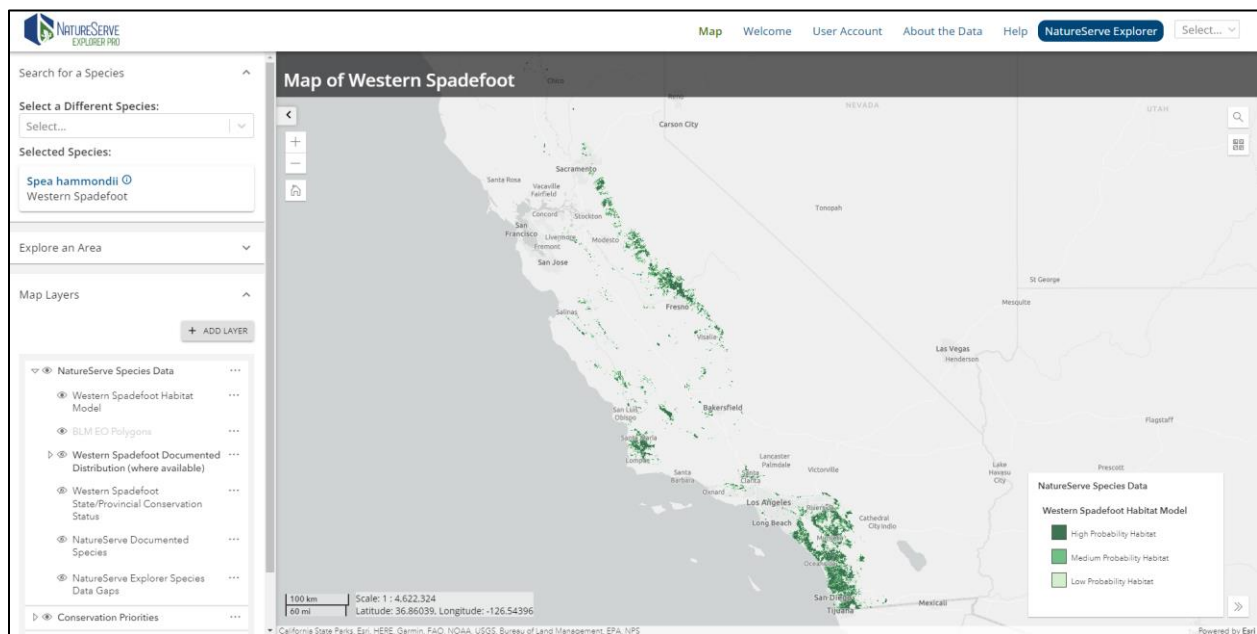 NATURESERVE
EXPLORER PRO
Map
Welcome
User Account
About the Data
Help
NatureServe Explorer
Select...
Search for a Species
Select a Different Species:
Select...
Selected Species:
Spea hammondii
Western Spadefoot
Explore an Area
Map Layers
+ ADD LAYER
NatureServe Species Data
Western Spadefoot Habitat
Model
BLM EO Polygons
Western Spadefoot Documented
Distribution (where available)
Western Spadefoot
State/Provincial Conservation
Status
NatureServe Documented
Species
NatureServe Explorer Species
Data Gaps
Conservation Priorities
Map of Western Spadefoot
Chico
Reno
NEVADA
UTAH
Carson City
Sacramento
Santa Rosa
Vacaville
Fairfield
Concord
Stockton
San
Francisco
Livermore
Modesto
Fremont
San Jose
Tonopah
St George
Mesquite
Fresno
Salinas
Visalia
Las Vegas
Henderson
San Luis
Obispo
Bakersfield
Flagstaff
Santa Maria
Lompoc
Lancaster
Palmdale
Victorville
Lake
Havasu
City
Prescott
Santa
Barbara
Santa
Clarita
Oxnard
Los Angeles
Riverside
Long Beach
Cathedral
City
Indio
Oceanside
San Diego
Tijuana
Mexicali
NatureServe Species Data
Western Spadefoot Habitat Model
High Probability Habitat
Medium Probability Habitat
Low Probability Habitat
100 km
60 mi
Scale: 1 : 4,622,324
Latitude: 36.86039, Longitude: -126.54396
California State Parks, Esri, HERE, Garmin, FAO, NOAA, USGS, Bureau of Land Management, EPA, NPS
Powered by Esri